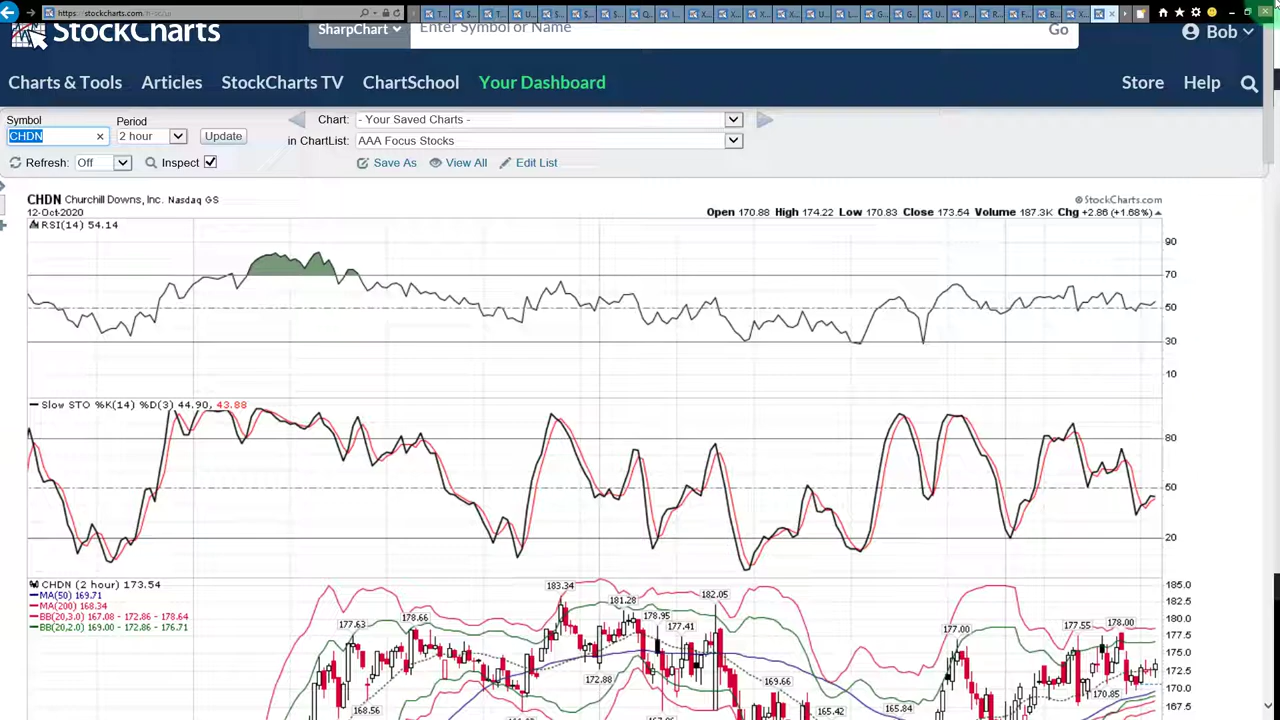 https://stockcharts.com
StockCharts
SharpChart
Enter Symbol or Name
Go
Bob
Charts & Tools
Articles
StockCharts TV
ChartSchool
Your Dashboard
Store
Help
Symbol
Period
Chart:
- Your Saved Charts -
CHDN
2 hour
Update
in ChartList:
AAA Focus Stocks
Refresh:
Off
Inspect
Save As
View All
Edit List
CHDN Churchill Downs, Inc. Nasdaq GS
© StockCharts.com
12-Oct-2020
Open 170.88 High 174.22 Low 170.83 Close 173.54 Volume 187.3K Chg +2.86 (+1.68%)
RSI(14) 54.14
90
70
50
30
10
Slow STO %K(14) %D(3) 44.90, 43.88
80
50
20
CHDN (2 hour) 173.54
MA(50) 169.71
MA(200) 168.34
BB(20,3.0) 167.08 - 172.86 - 178.64
BB(20,2.0) 169.00 - 172.86 - 176.71
185.0
182.5
180.0
177.5
175.0
172.5
170.0
167.5
177.63
178.66
183.34
181.28
178.95
177.41
182.05
177.00
177.55
178.00
172.88
168.56
169.66
165.42
165.84
170.85